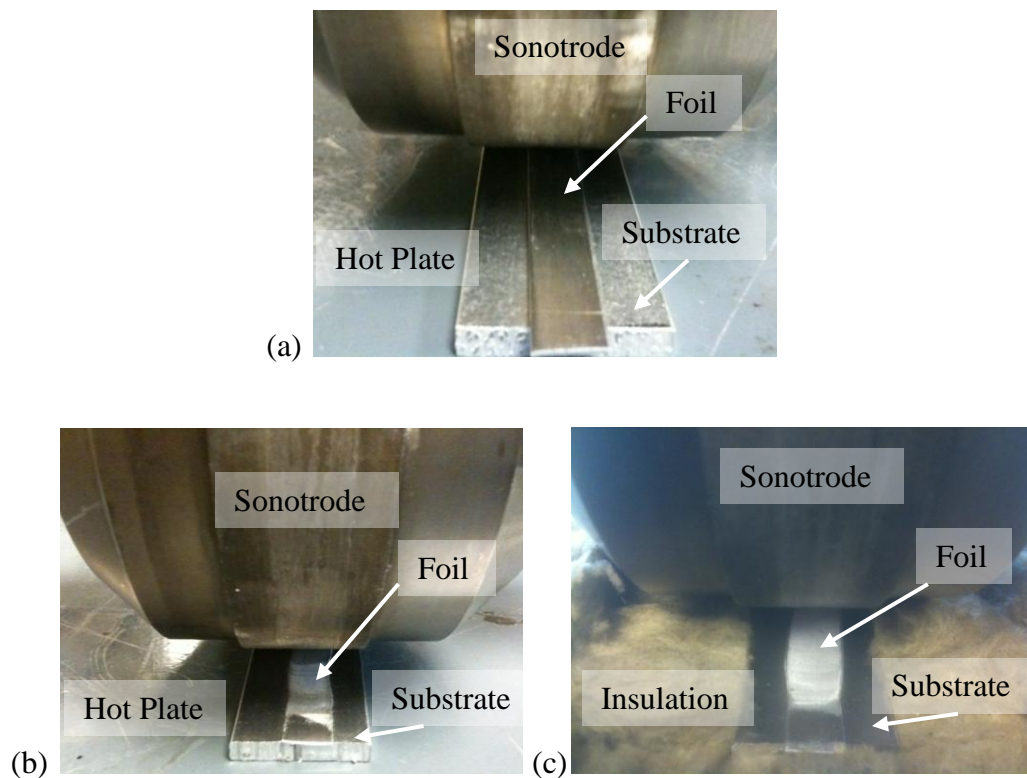 Sonotrode
Foil
Substrate
Hot Plate
(a)
Sonotrode
Foil
Substrate
Hot Plate
(b)
Sonotrode
Foil
Substrate
Insulation
(c)